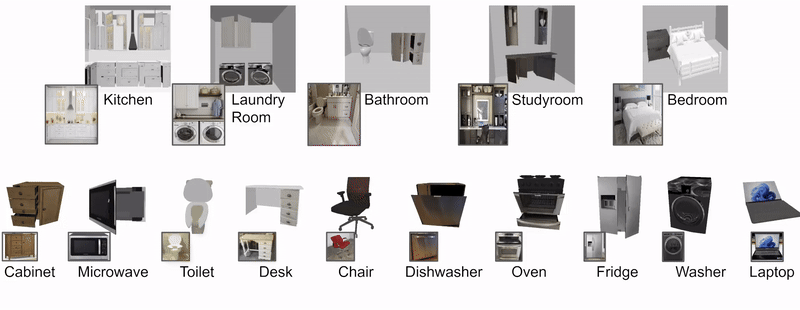 Kitchen
Laundry
Room
Bathroom
Studyroom
Bedroom
Cabinet
Microwave
Toilet
Desk
Chair
Dishwasher
Oven
Fridge
Washer
Laptop